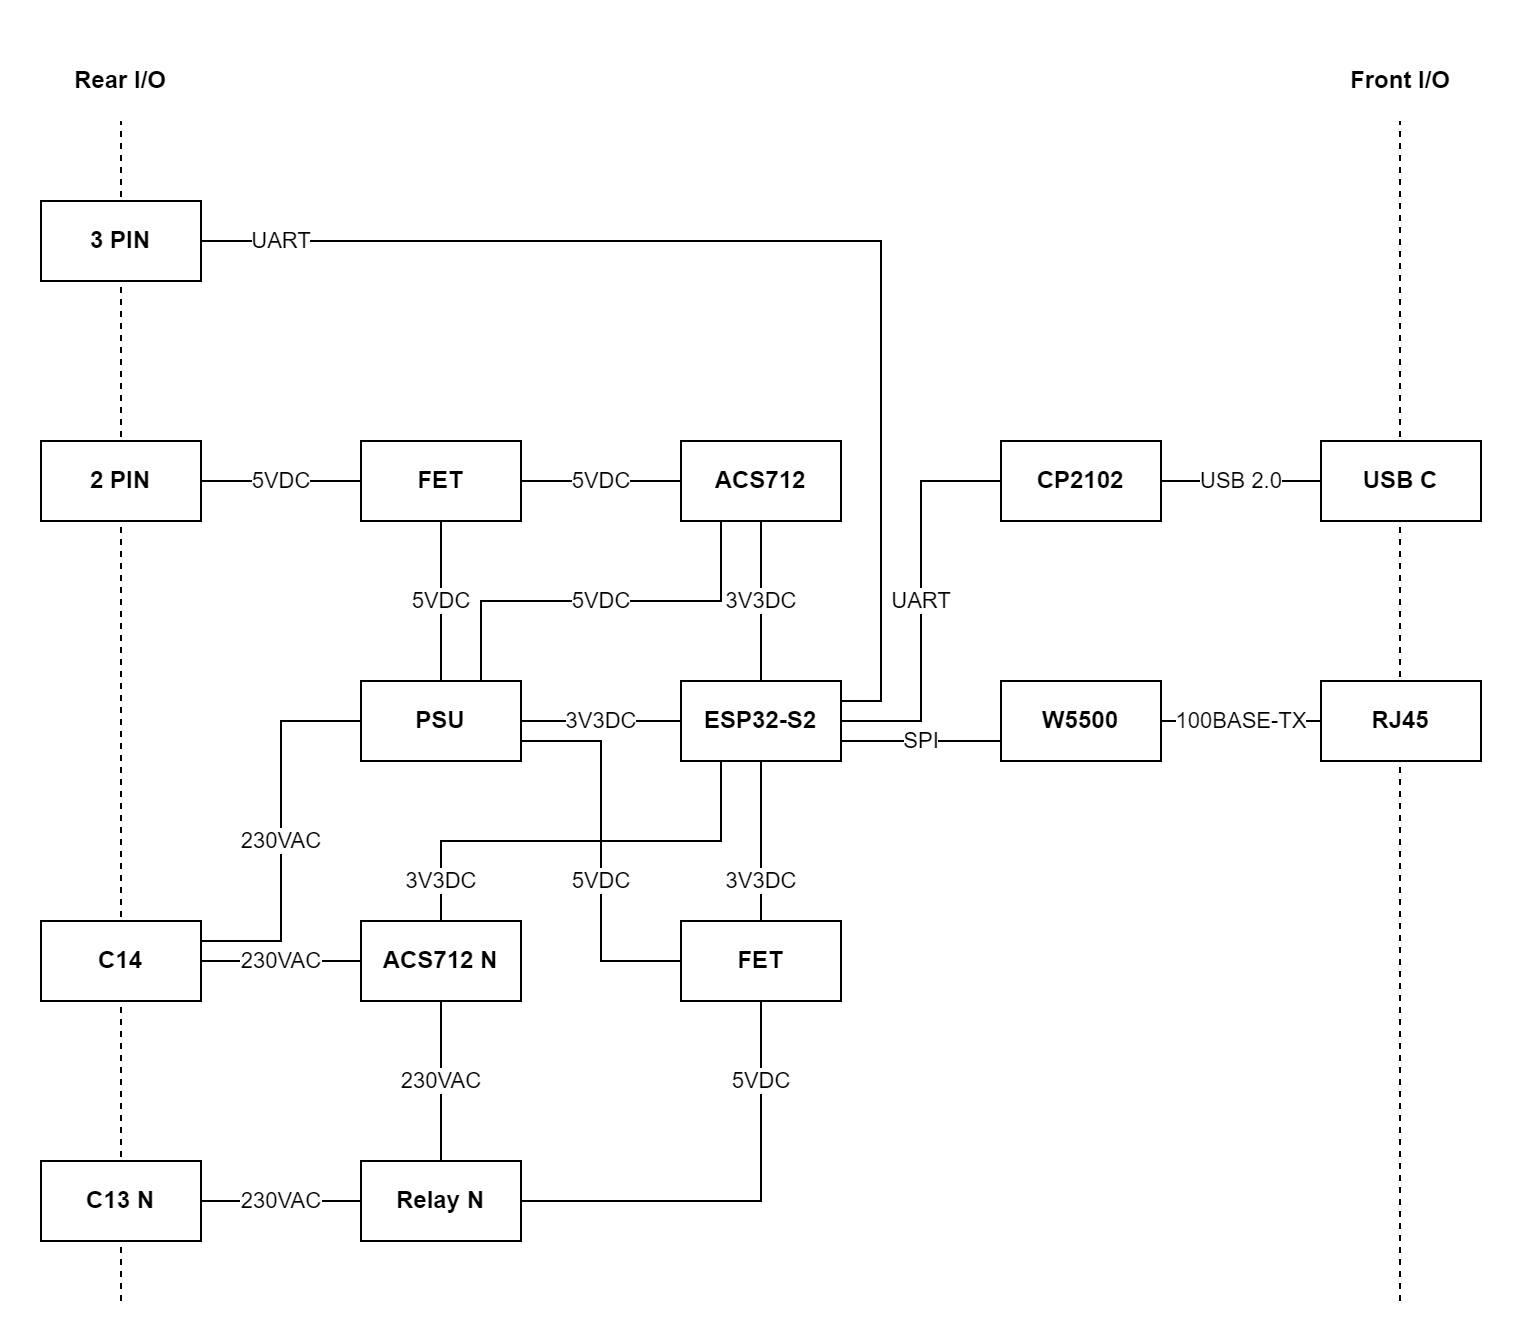 Rear I/O
Front I/O
3 PIN
UART
2 PIN
5VDC
FET
5VDC
ACS712
CP2102
USB 2.0
USB C
5VDC
5VDC
3V3DC
UART
PSU
3V3DC
ESP32-S2
SPI
W5500
100BASE-TX
RJ45
230VAC
3V3DC
5VDC
3V3DC
C14
230VAC
ACS712 N
FET
230VAC
5VDC
C13 N
230VAC
Relay N